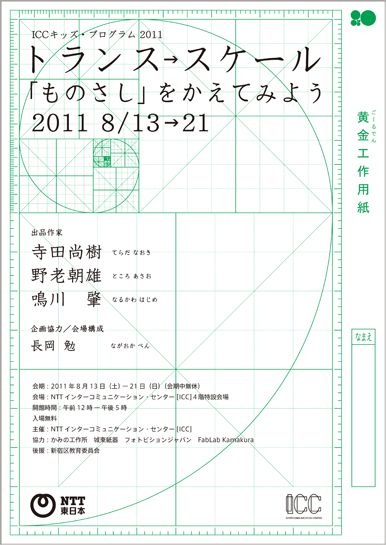 ICCキッズ・プログラム 2011
トランス→スケール
「ものさし」をかえてみよう
2011 8/13→21
出品作家
寺田尚樹 てらだ なおき
野老朝雄 ところ あさお
鳴川 肇 なるかわ はじめ
企画協力／会場構成
長岡 勉 ながおか べん
会期：2011年8月13日（土）—21日（日）（会期中無休）
会場：NTT インターコミュニケーション・センター [ICC] 4階特設会場
開館時間：午前12時—午後5時
入場無料
主催：NTT インターコミュニケーション・センター [ICC]
協力：かみの工作所　城東紙器　フォトビションジャパン　FabLab Kamakura
後援：新宿区教育委員会
NTT
東日本
ICC
ごーるでん
黄金工作用紙
なまえ